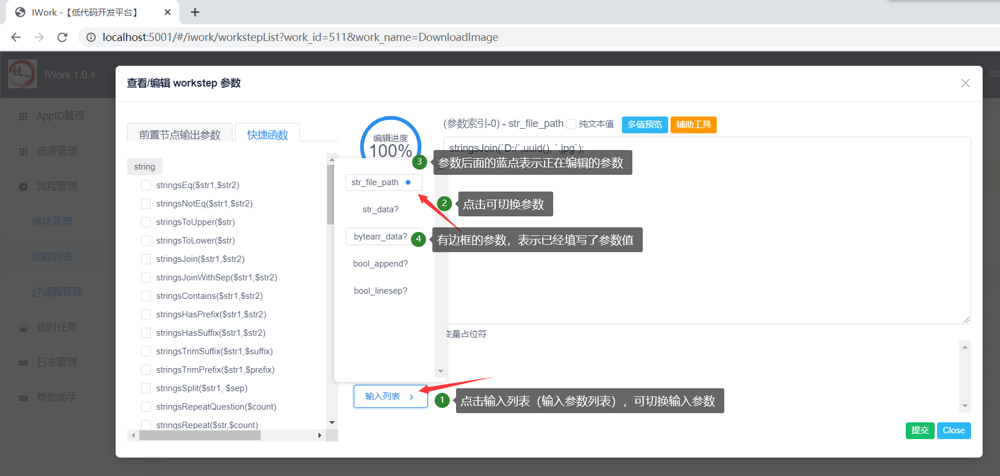 IWork -【低代码开发平台】
localhost:5001/#/iwork/workstepList?work_id=511&work_name=DownloadImage
IWork 1.0.4
_de
AppID管理
资源管理
流程管理
模块管理
流程列表
过滤器管理
定时任务
日志管理
帮助助手
查看/编辑 workstep 参数
前置节点输出参数
快捷函数
string
stringsEq($str1,$str2)
stringsNotEq($str1,$str2)
stringsToUpper($str)
stringsToLower($str)
stringsJoin($str1,$str2)
stringsJoinWithSep($str1,$str2)
stringsContains($str1,$str2)
stringsHasPrefix($str1,$str2)
stringsHasSuffix($str1,$str2)
stringsTrimSuffix($str1,$suffix)
stringsTrimPrefix($str1,$prefix)
stringsSplit($str1, $sep)
stringsRepeatQuestion($count)
stringsRepeat($str,$count)
编辑进度
100%
str_file_path
str_data?
bytearr_data?
bool_append?
bool_linesep?
输入列表
(参数索引-0) - str_file_path
纯文本值
多值预览
辅助工具
stringsJoin(`D:/`,uuid(), `.jpg`);
3 参数后面的蓝点表示正在编辑的参数
2 点击可切换参数
4 有边框的参数，表示已经填写了参数值
变量占位符
1 点击输入列表（输入参数列表），可切换输入参数
提交
Close